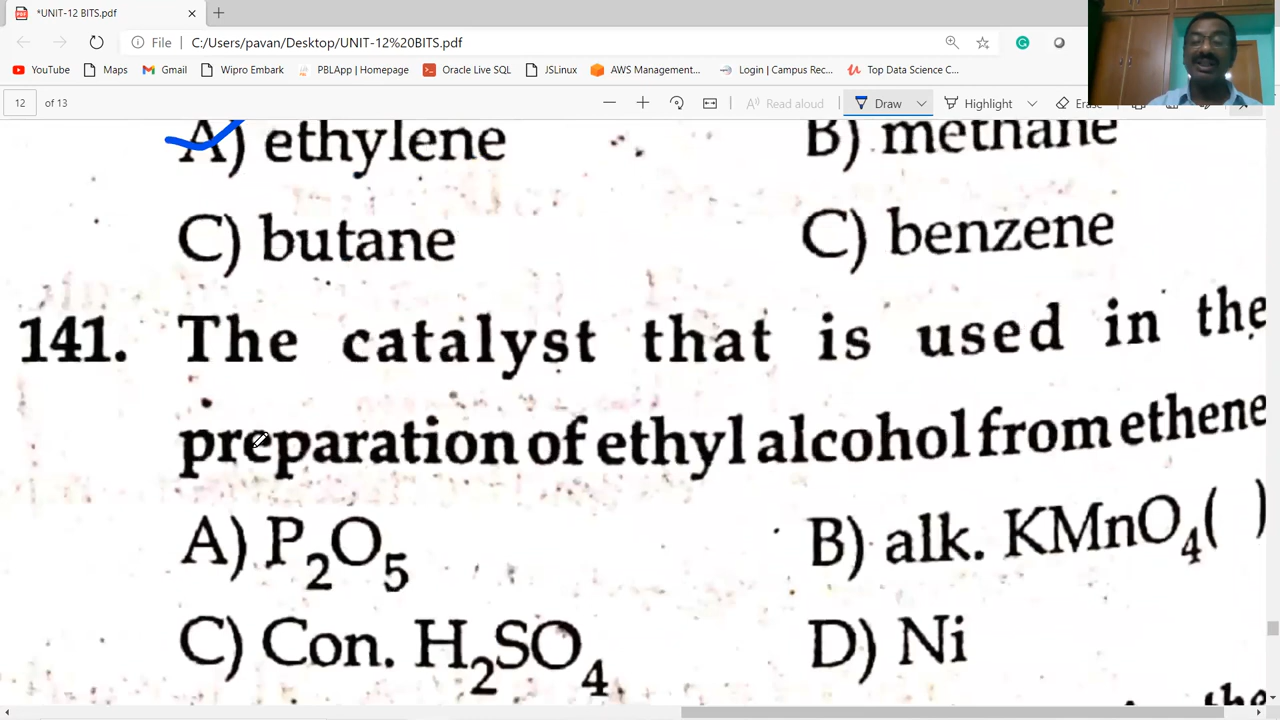 *UNIT-12 BITS.pdf
File C:/Users/pavan/Desktop/UNIT-12%20BITS.pdf
YouTube Maps Gmail Wipro Embark PBLApp | Homepage Oracle Live SQL JSLinux AWS Management... Login | Campus Rec... Top Data Science C...
12 of 13 Read aloud Draw Highlight Erase
A) ethylene B) methane
C) butane C) benzene
141. The catalyst that is used in the
preparation of ethyl alcohol from ethene
A) P₂O₅ B) alk. KMnO₄( )
C) Con. H₂SO₄ D) Ni
the